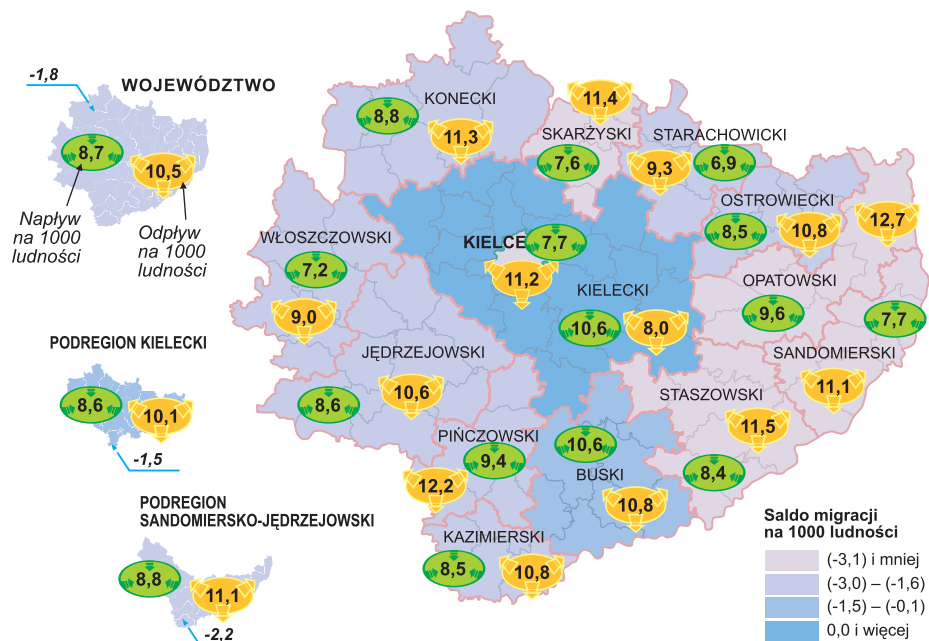 WOJEWÓDZTWO
-1,8
8,7
10,5
Napływ
na 1000
ludności
Odpływ
na 1000
ludności
PODREGION KIELECKI
8,6
10,1
-1,5
PODREGION
SANDOMIERSKO-JĘDRZEJOWSKI
8,8
11,1
-2,2
KONECKI
8,8
11,3
11,4
SKARŻYSKI
7,6
STARACHOWICKI
9,3
6,9
OSTROWIECKI
8,5
10,8
12,7
WŁOSZCZOWSKI
7,2
9,0
KIELCE
7,7
11,2
KIELECKI
10,6
8,0
OPATOWSKI
9,6
7,7
SANDOMIERSKI
11,1
JĘDRZEJOWSKI
8,6
10,6
STASZOWSKI
11,5
8,4
PIŃCZOWSKI
9,4
12,2
10,6
BUSKI
10,8
KAZIMIERSKI
8,5
10,8
Saldo migracji
na 1000 ludności
(-3,1) i mniej
(-3,0) – (-1,6)
(-1,5) – (-0,1)
0,0 i więcej